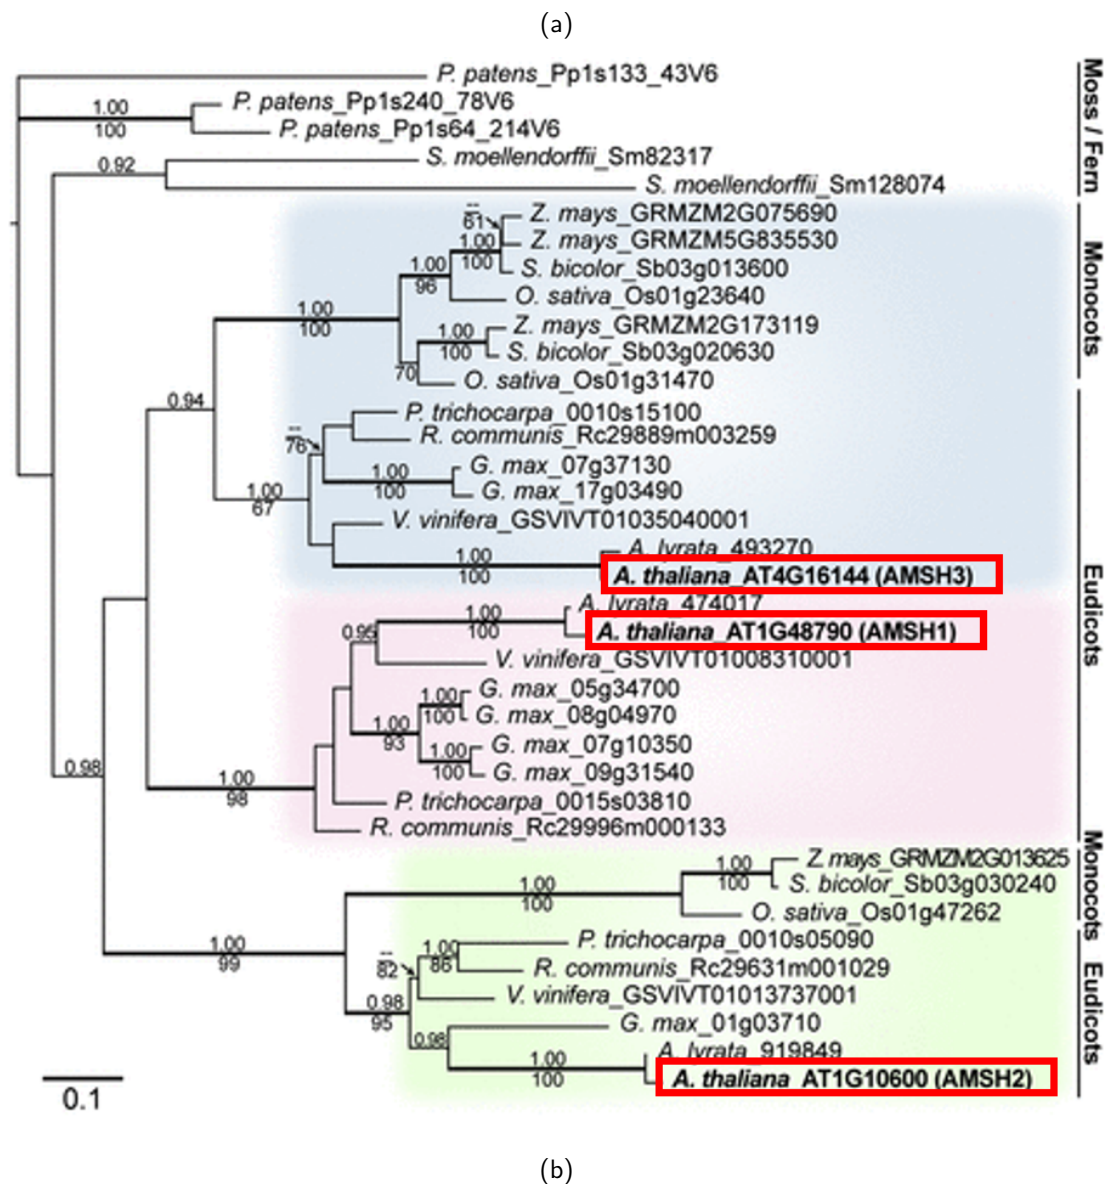 (a)
P. patens_Pp1s133_43V6
1.00
100
P. patens_Pp1s240_78V6
P. patens_Pp1s64_214V6
0.92
S. moellendorffii_Sm82317
S. moellendorffii_Sm128074
Moss / Fern
--
61
Z. mays_GRMZM2G075690
1.00
100
Z. mays_GRMZM5G835530
1.00
96
S. bicolor_Sb03g013600
O. sativa_Os01g23640
1.00
100
1.00
100
Z. mays_GRMZM2G173119
S. bicolor_Sb03g020630
70
O. sativa_Os01g31470
Monocots
0.94
P. trichocarpa_0010s15100
--
76
R. communis_Rc29889m003259
1.00
100
G. max_07g37130
G. max_17g03490
1.00
67
V. vinifera_GSVIVT01035040001
1.00
100
A. lyrata_493270
A. thaliana_AT4G16144 (AMSH3)
1.00
100
A. lyrata_474017
0.95
A. thaliana_AT1G48790 (AMSH1)
V. vinifera_GSVIVT01008310001
1.00
100
G. max_05g34700
G. max_08g04970
1.00
93
1.00
100
G. max_07g10350
G. max_09g31540
0.98
1.00
98
P. trichocarpa_0015s03810
R. communis_Rc29996m000133
Eudicots
1.00
100
Z. mays_GRMZM2G013625
S. bicolor_Sb03g030240
1.00
100
O. sativa_Os01g47262
Monocots
1.00
99
1.00
86
P. trichocarpa_0010s05090
--
82
R. communis_Rc29631m001029
0.98
95
V. vinifera_GSVIVT01013737001
G. max_01g03710
0.98
1.00
100
A. lyrata_919849
A. thaliana_AT1G10600 (AMSH2)
Eudicots
0.1
(b)